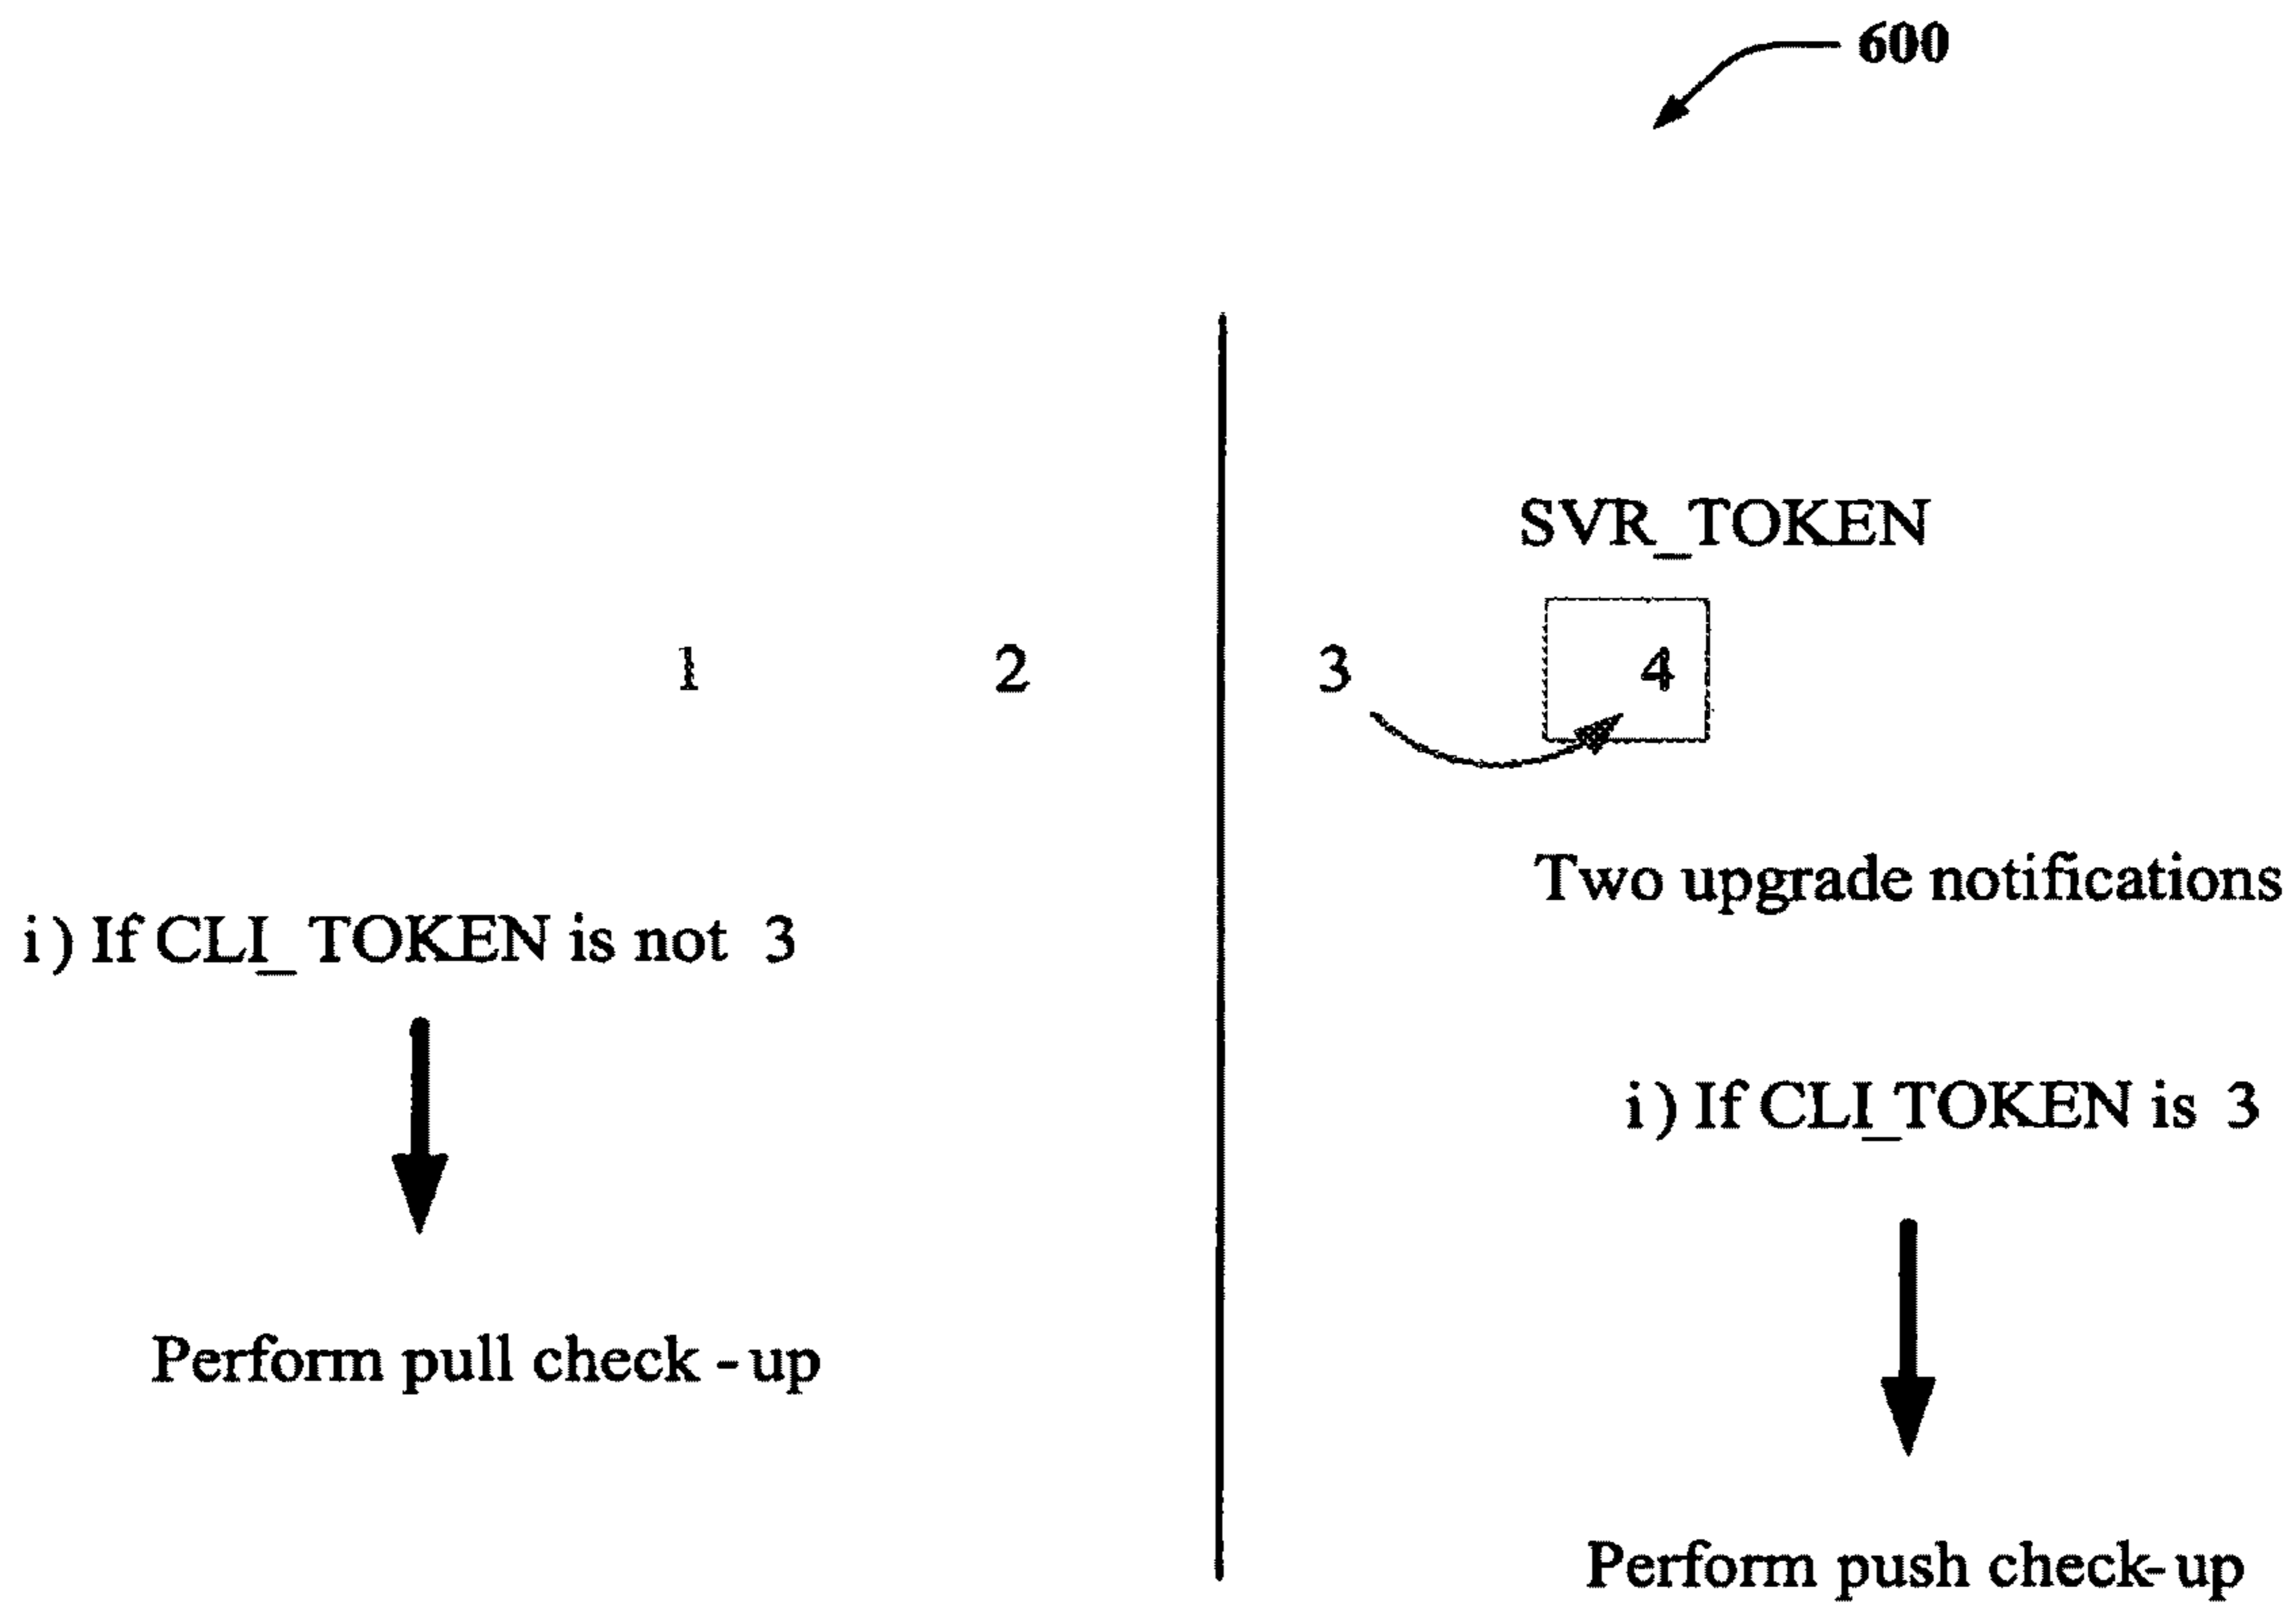 600
SVR_TOKEN
1 2 3 4
Two upgrade notifications
i) If CLI_ TOKEN is not 3
i) If CLI_TOKEN is 3
Perform pull check -up
Perform push check-up